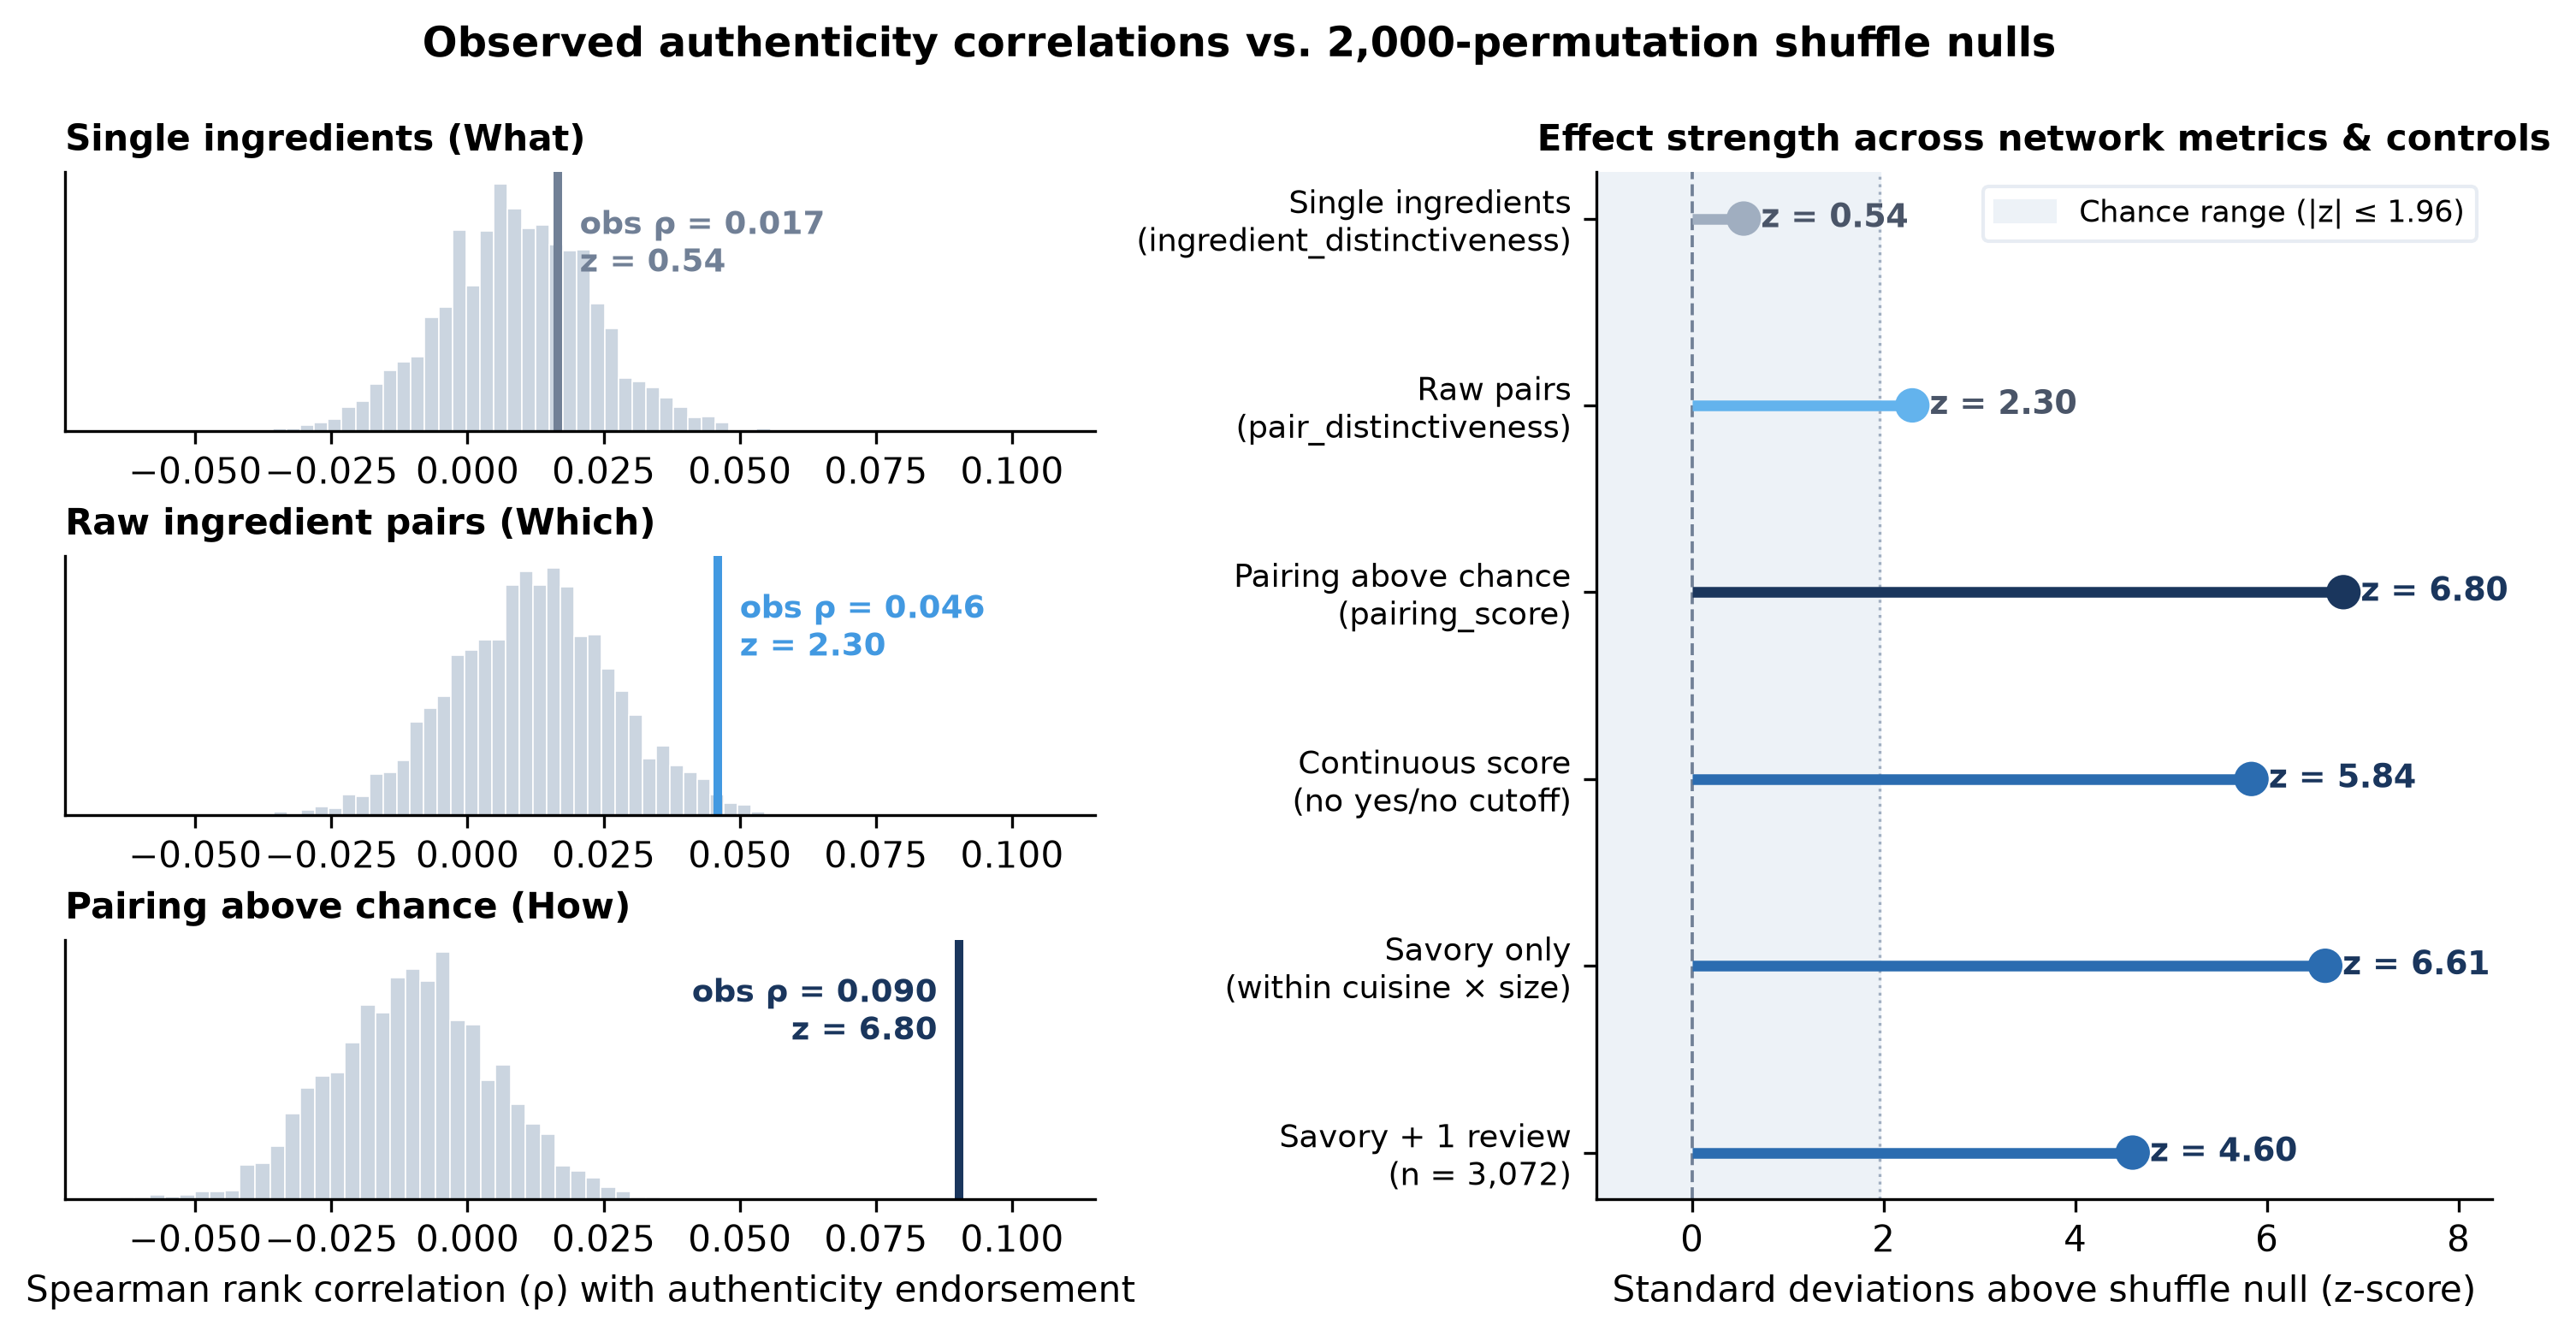 Observed authenticity correlations vs. 2,000-permutation shuffle nulls
Single ingredients (What)
obs ρ = 0.017
z = 0.54
−0.050 −0.025 0.000 0.025 0.050 0.075 0.100
Raw ingredient pairs (Which)
obs ρ = 0.046
z = 2.30
−0.050 −0.025 0.000 0.025 0.050 0.075 0.100
Pairing above chance (How)
obs ρ = 0.090
z = 6.80
−0.050 −0.025 0.000 0.025 0.050 0.075 0.100
Spearman rank correlation (ρ) with authenticity endorsement
Effect strength across network metrics & controls
Chance range (|z| ≤ 1.96)
Single ingredients
(ingredient_distinctiveness)
z = 0.54
Raw pairs
(pair_distinctiveness)
z = 2.30
Pairing above chance
(pairing_score)
z = 6.80
Continuous score
(no yes/no cutoff)
z = 5.84
Savory only
(within cuisine × size)
z = 6.61
Savory + 1 review
(n = 3,072)
z = 4.60
0 2 4 6 8
Standard deviations above shuffle null (z-score)